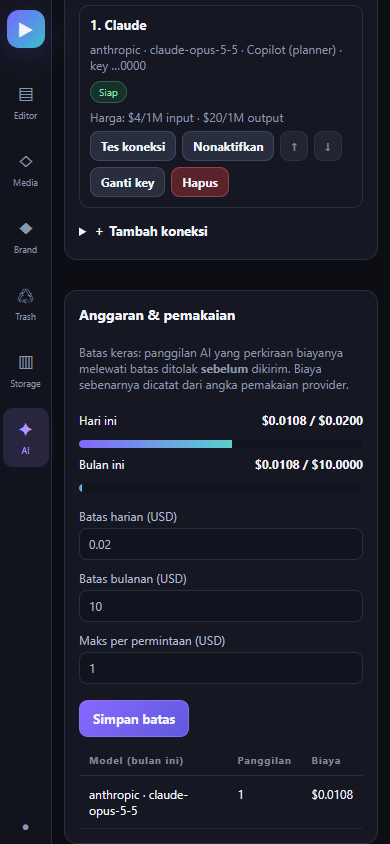 Editor
Media
Brand
Trash
Storage
AI
1. Claude
anthropic · claude-opus-5-5 · Copilot (planner) ·
key …0000
Siap
Harga: $4/1M input · $20/1M output
Tes koneksi
Nonaktifkan
↑
↓
Ganti key
Hapus
▶ + Tambah koneksi
Anggaran & pemakaian
Batas keras: panggilan AI yang perkiraan biayanya
melewati batas ditolak sebelum dikirim. Biaya
sebenarnya dicatat dari angka pemakaian provider.
Hari ini $0.0108 / $0.0200
Bulan ini $0.0108 / $10.0000
Batas harian (USD)
0.02
Batas bulanan (USD)
10
Maks per permintaan (USD)
1
Simpan batas
Model (bulan ini) Panggilan Biaya
anthropic · claude- 1 $0.0108
opus-5-5